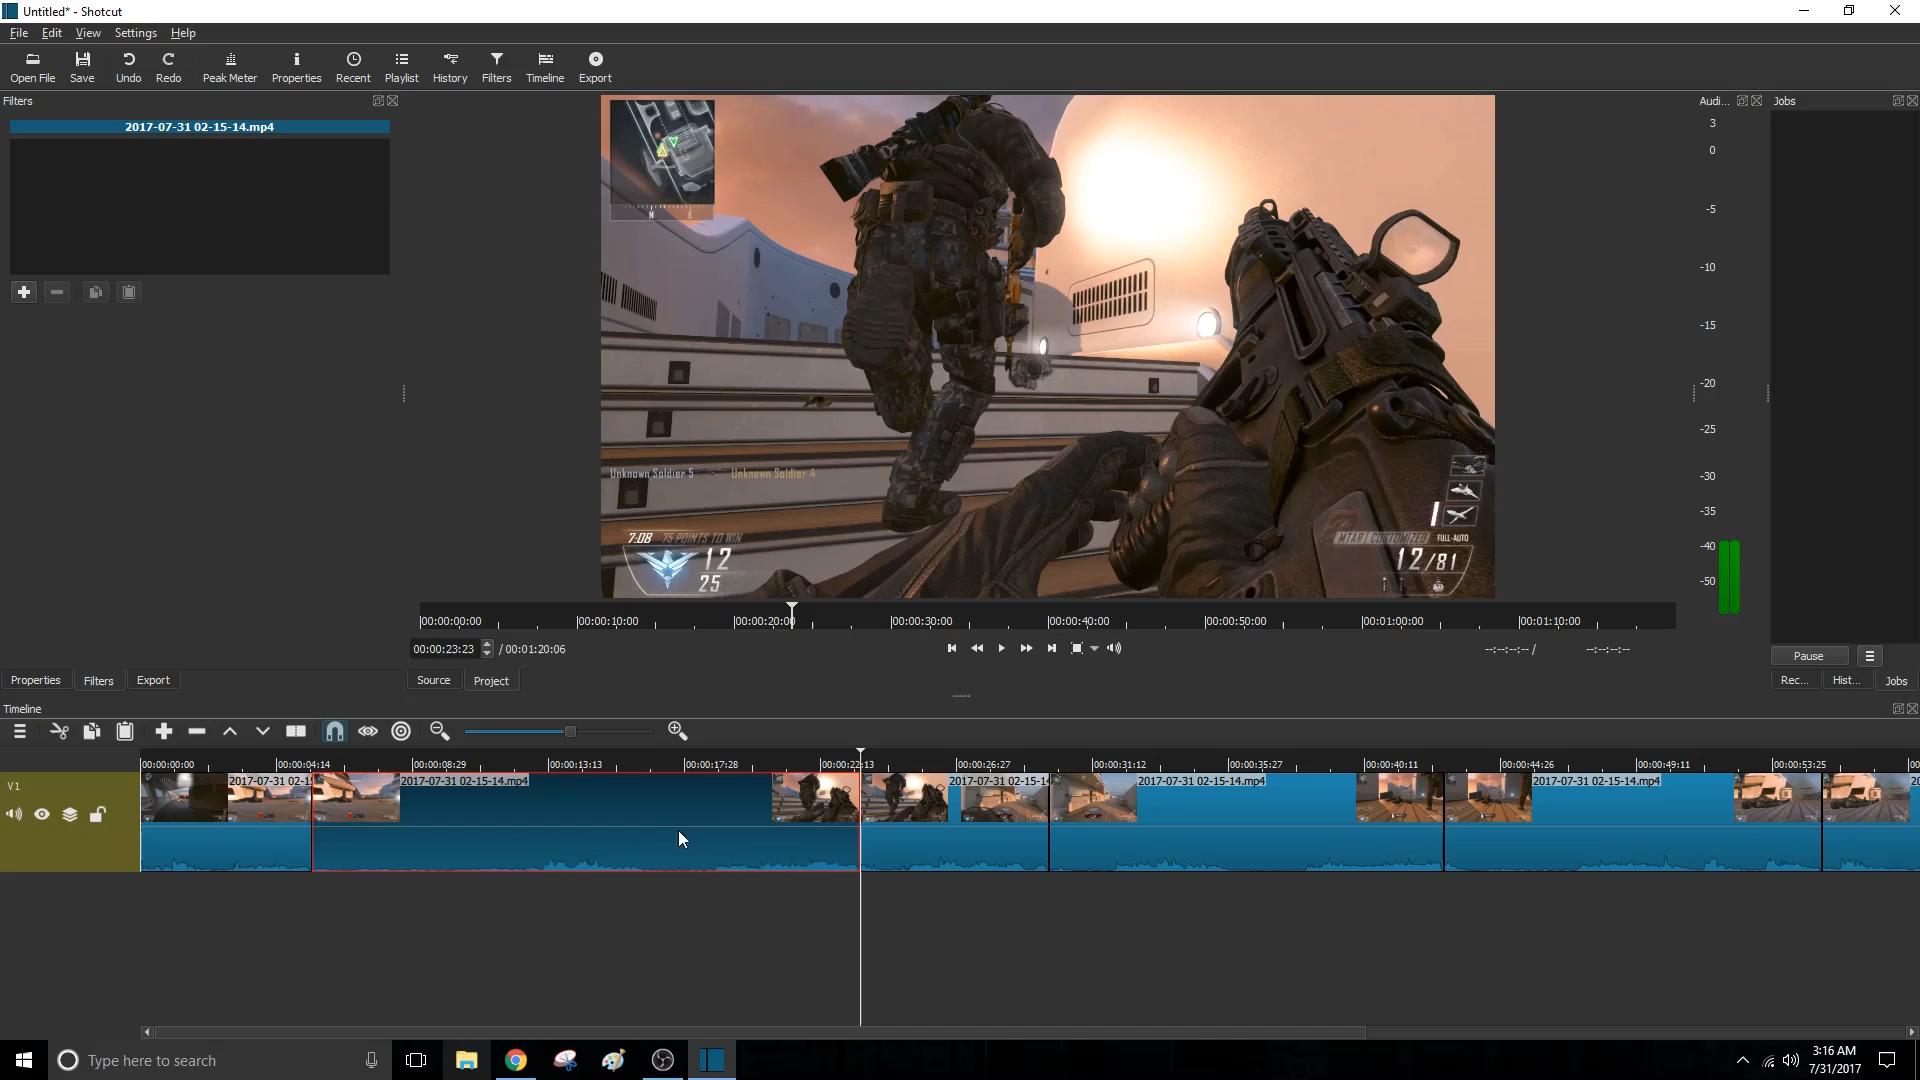 Untitled* - Shotcut
File Edit View Settings Help
Open File Save Undo Redo Peak Meter Properties Recent Playlist History Filters Timeline Export
Filters
2017-07-31 02-15-14.mp4
N E
Unknown Soldier 5 Unknown Soldier 4
7:08 75 POINTS TO WIN
12
25
MTAR CUSTOMIZED FULL-AUTO
12/81
00:00:00:00 00:00:10:00 00:00:20:00 00:00:30:00 00:00:40:00 00:00:50:00 00:01:00:00 00:01:10:00
00:00:23:23 / 00:01:20:06
--:--:--:-- / --:--:--:--
Source Project
Audi...
3
0
-5
-10
-15
-20
-25
-30
-35
-40
-50
Jobs
Pause
Rec... Hist... Jobs
Properties Filters Export
Timeline
00:00:00:00 00:00:04:14 00:00:08:29 00:00:13:13 00:00:17:28 00:00:22:13 00:00:26:27 00:00:31:12 00:00:35:27 00:00:40:11 00:00:44:26 00:00:49:11 00:00:53:25 00
V1
2017-07-31 02-1 2017-07-31 02-15-14.mp4 2017-07-31 02-15-14 2017-07-31 02-15-14.mp4 2017-07-31 02-15-14.mp4 20
Type here to search
3:16 AM
7/31/2017